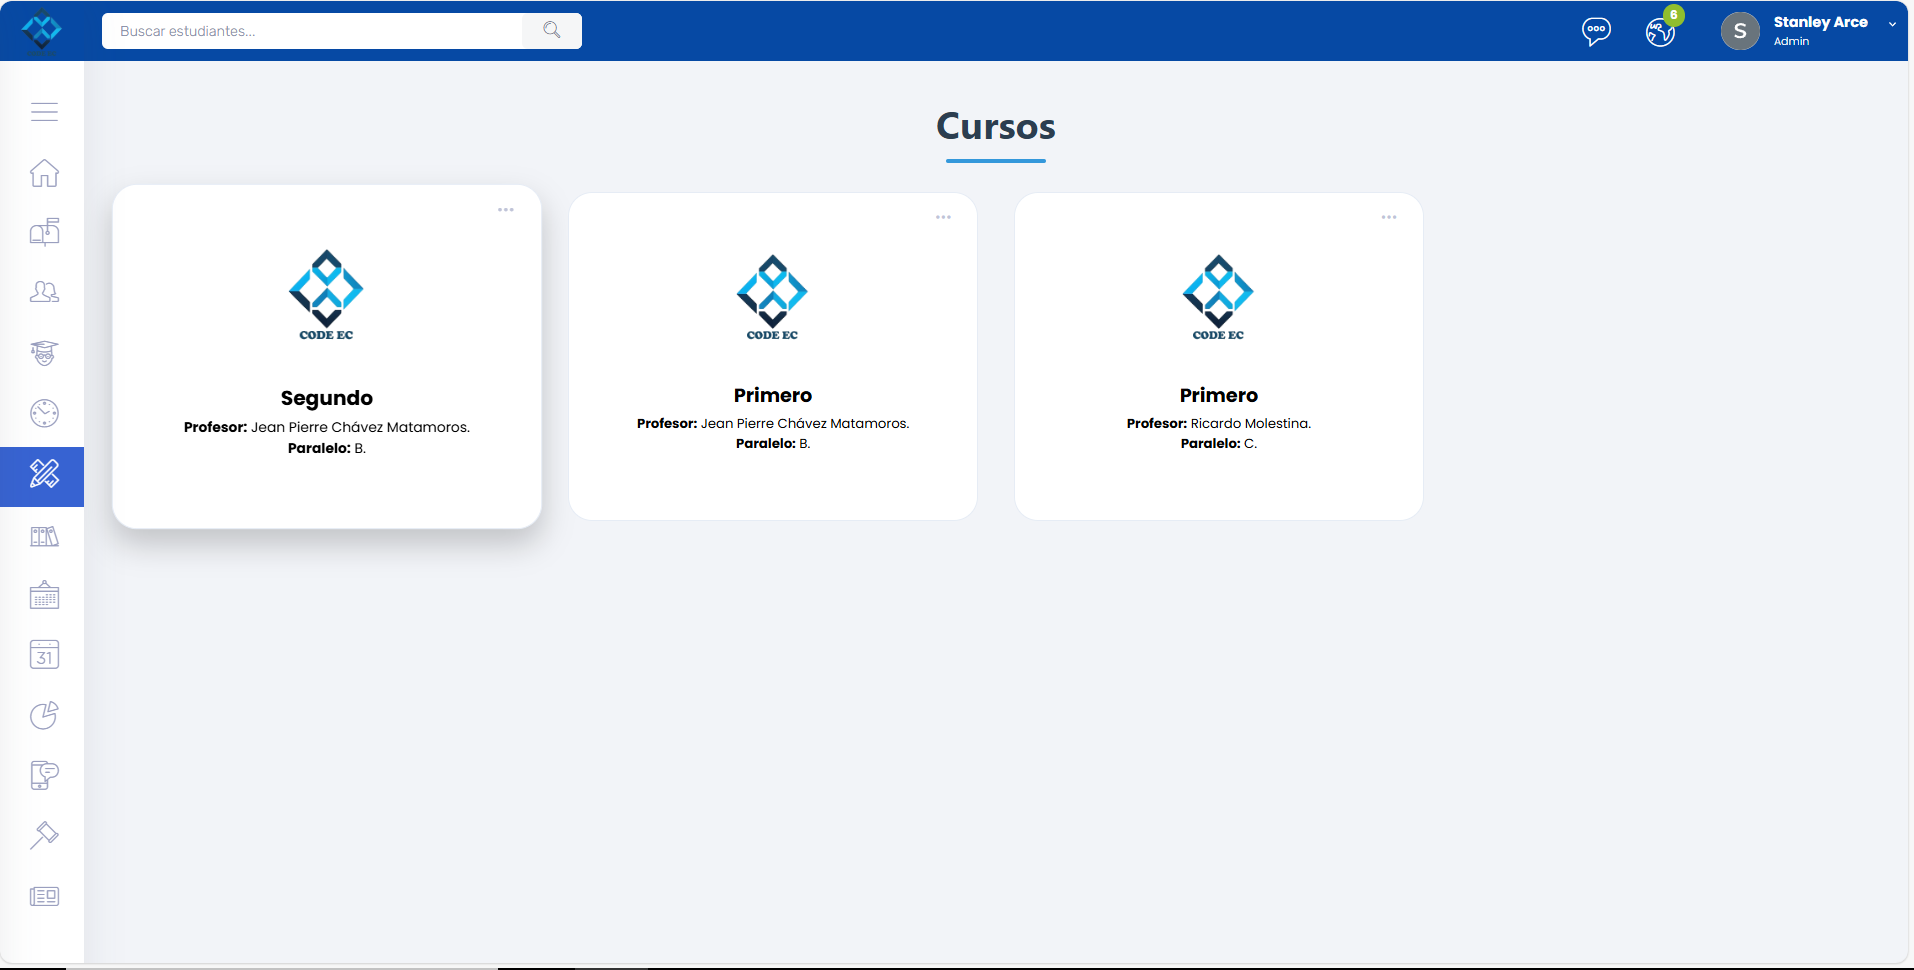 Buscar estudiantes...
6
S
Stanley Arce
Admin
Cursos
CODE EC
Segundo
Profesor: Jean Pierre Chávez Matamoros.
Paralelo: B.
CODE EC
Primero
Profesor: Jean Pierre Chávez Matamoros.
Paralelo: B.
CODE EC
Primero
Profesor: Ricardo Molestina.
Paralelo: C.
31